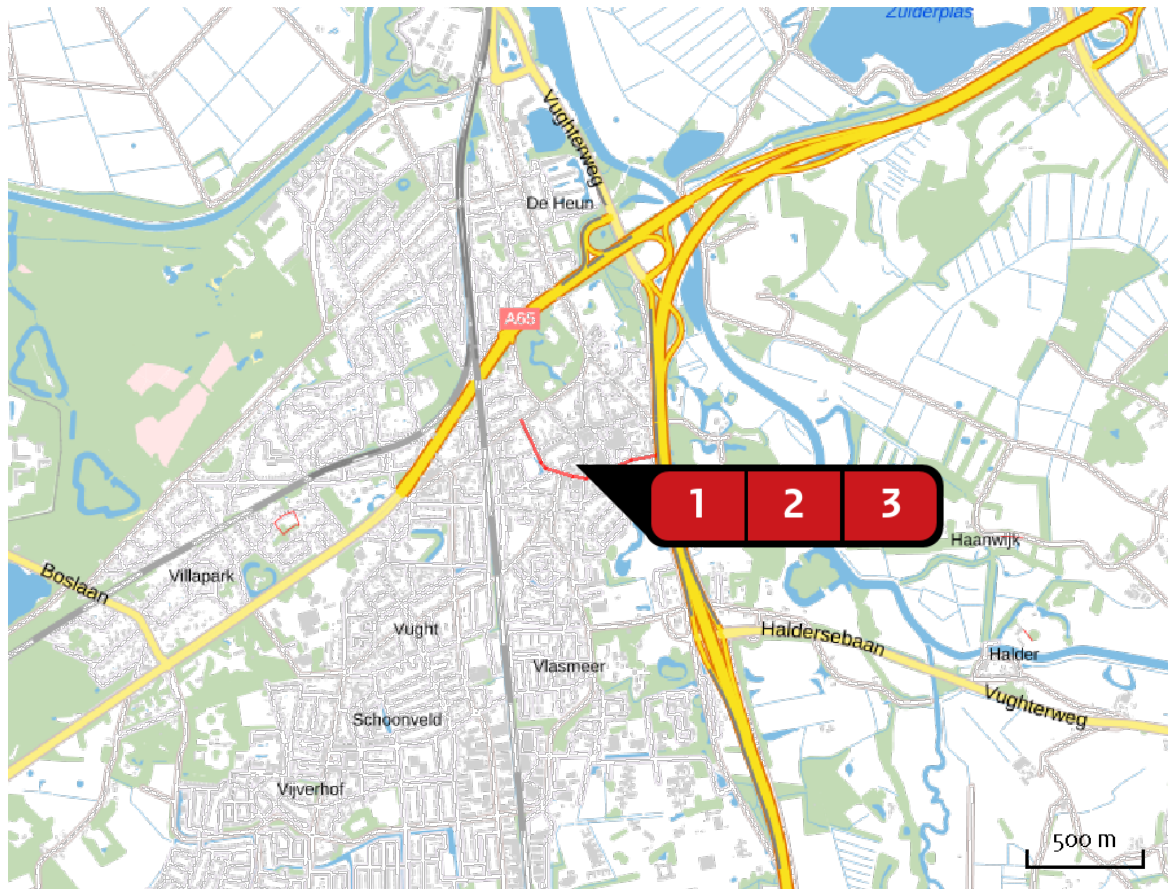 Zuiderplas
Vughterweg
De Heun
A65
1 2 3
Haanwijk
Boslaan
Villapark
Vught
Haldersebaan
Halder
Vlasmeer
Vughterweg
Schoonveld
Vijverhof
500 m